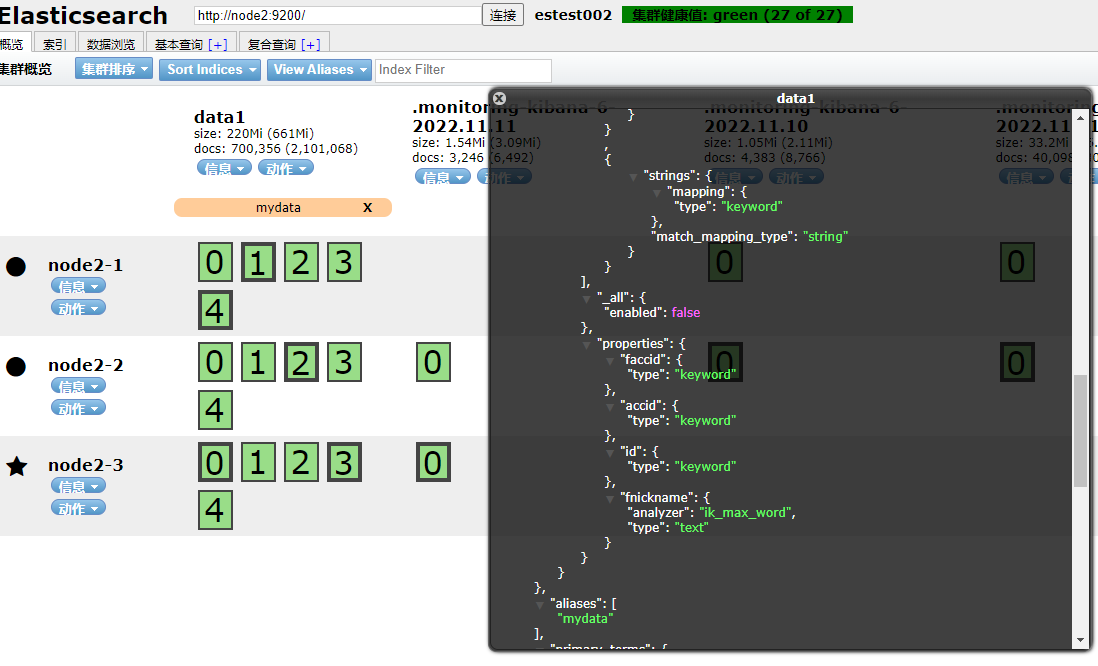 Elasticsearch
http://node2:9200/
连接
estest002
集群健康值: green (27 of 27)
概览
索引
数据浏览
基本查询 [+]
复合查询 [+]
集群概览
集群排序
Sort Indices
View Aliases
Index Filter
data1
size: 220Mi (661Mi)
docs: 700,356 (2,101,068)
信息
动作
.monitoring-kibana-6-
2022.11.11
size: 1.54Mi (3.09Mi)
docs: 3,246 (6,492)
信息
动作
.monitoring-kibana-6-
2022.11.10
size: 1.05Mi (2.11Mi)
docs: 4,383 (8,766)
信息
动作
2022.11.1
size: 33.2Mi
docs: 40,098
信息
mydata X
node2-1
信息
动作
0 1 2 3
4
0
0
node2-2
信息
动作
0 1 2 3
4
0
0
0
node2-3
信息
动作
0 1 2 3
4
0
data1
}
}
,
{
"strings": {
"mapping": {
"type": "keyword"
},
"match_mapping_type": "string"
}
}
],
"_all": {
"enabled": false
},
"properties": {
"faccid": {
"type": "keyword"
},
"accid": {
"type": "keyword"
},
"id": {
"type": "keyword"
},
"fnickname": {
"analyzer": "ik_max_word",
"type": "text"
}
}
}
},
"aliases": [
"mydata"
],
"primary_terms": {